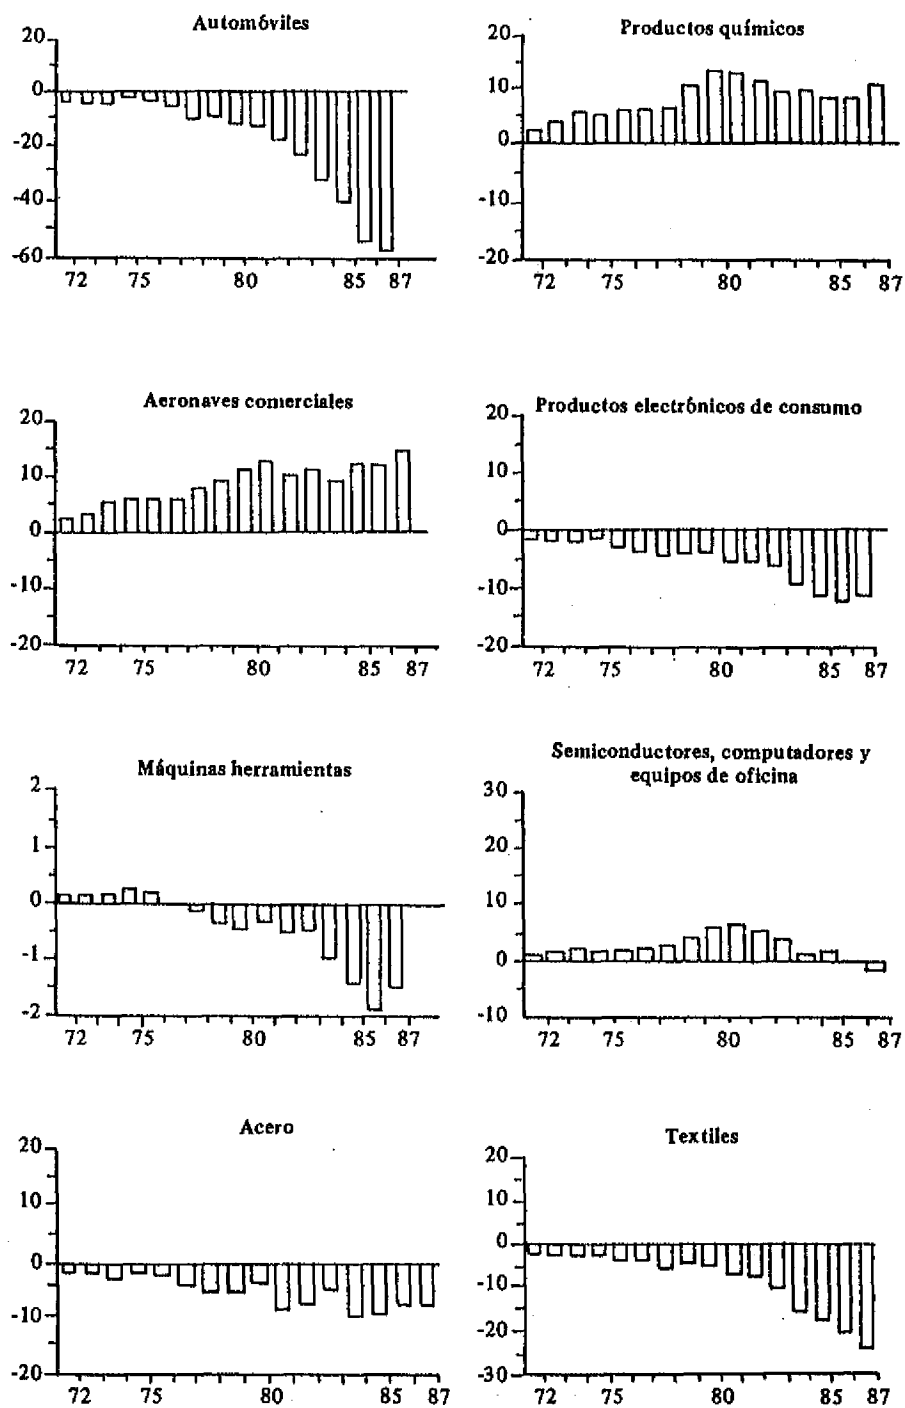 Automóviles
20
0
-20
-40
-60
72 75 80 85 87
Productos químicos
20
10
0
-10
-20
72 75 80 85 87
Aeronaves comerciales
20
10
0
-10
-20
72 75 80 85 87
Productos electrónicos de consumo
20
10
0
-10
-20
72 75 80 85 87
Máquinas herramientas
2
1
0
-1
-2
72 75 80 85 87
Semiconductores, computadores y
equipos de oficina
30
20
10
0
-10
72 75 80 85 87
Acero
20
10
0
-10
-20
72 75 80 85 87
Textiles
20
10
0
-10
-20
-30
72 75 80 85 87